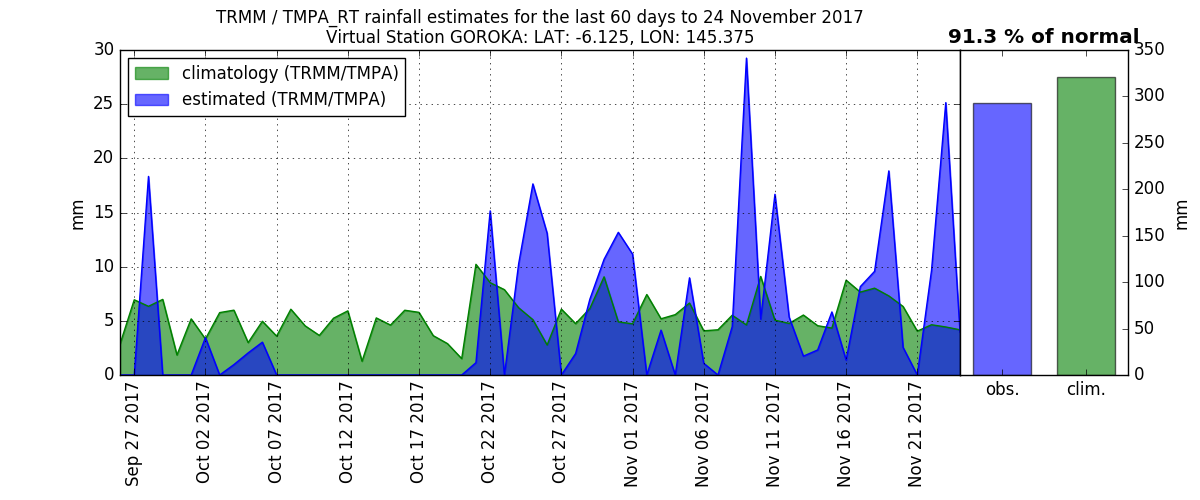 TRMM / TMPA_RT rainfall estimates for the last 60 days to 24 November 2017
Virtual Station GOROKA: LAT: -6.125, LON: 145.375
91.3 % of normal
climatology (TRMM/TMPA)
estimated (TRMM/TMPA)
mm
30
25
20
15
10
5
0
350
300
250
200
150
100
50
0
mm
Sep 27 2017
Oct 02 2017
Oct 07 2017
Oct 12 2017
Oct 17 2017
Oct 22 2017
Oct 27 2017
Nov 01 2017
Nov 06 2017
Nov 11 2017
Nov 16 2017
Nov 21 2017
obs.
clim.